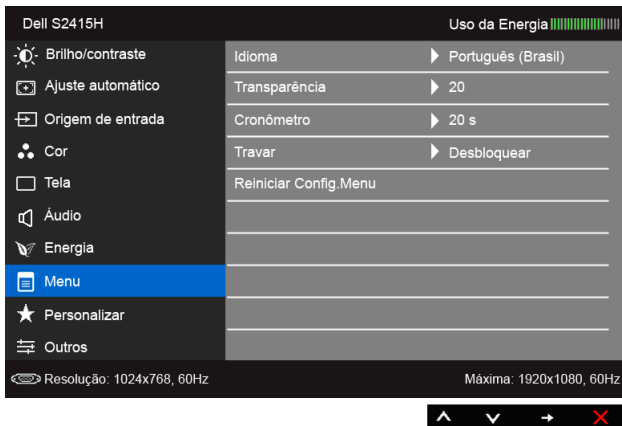 Dell S2415H Uso da Energia
Brilho/contraste
Idioma Português (Brasil)
Ajuste automático
Transparência 20
Origem de entrada
Cronômetro 20 s
Cor
Travar Desbloquear
Tela
Reiniciar Config.Menu
Áudio
Energia
Menu
Personalizar
Outros
Resolução: 1024x768, 60Hz Máxima: 1920x1080, 60Hz